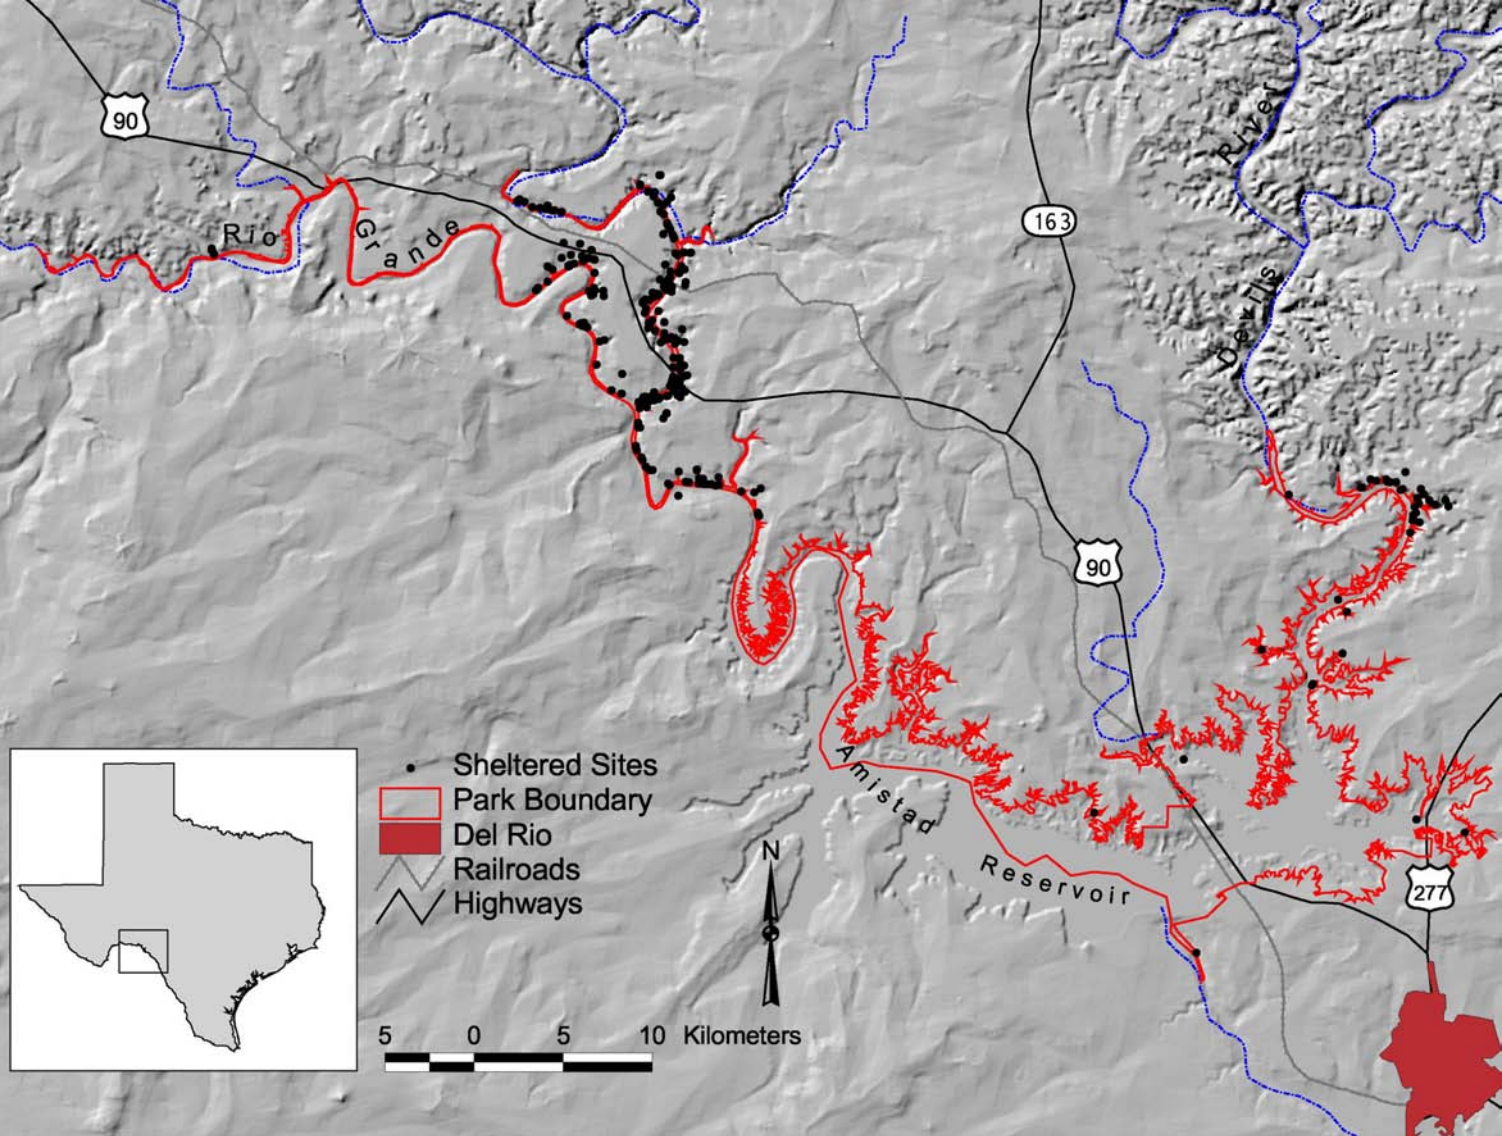 90
River
163
Rio
Grande
Devils
90
Sheltered Sites
Park Boundary
Del Rio
Railroads
Highways
Amistad
Reservoir
N
277
5 0 5 10 Kilometers